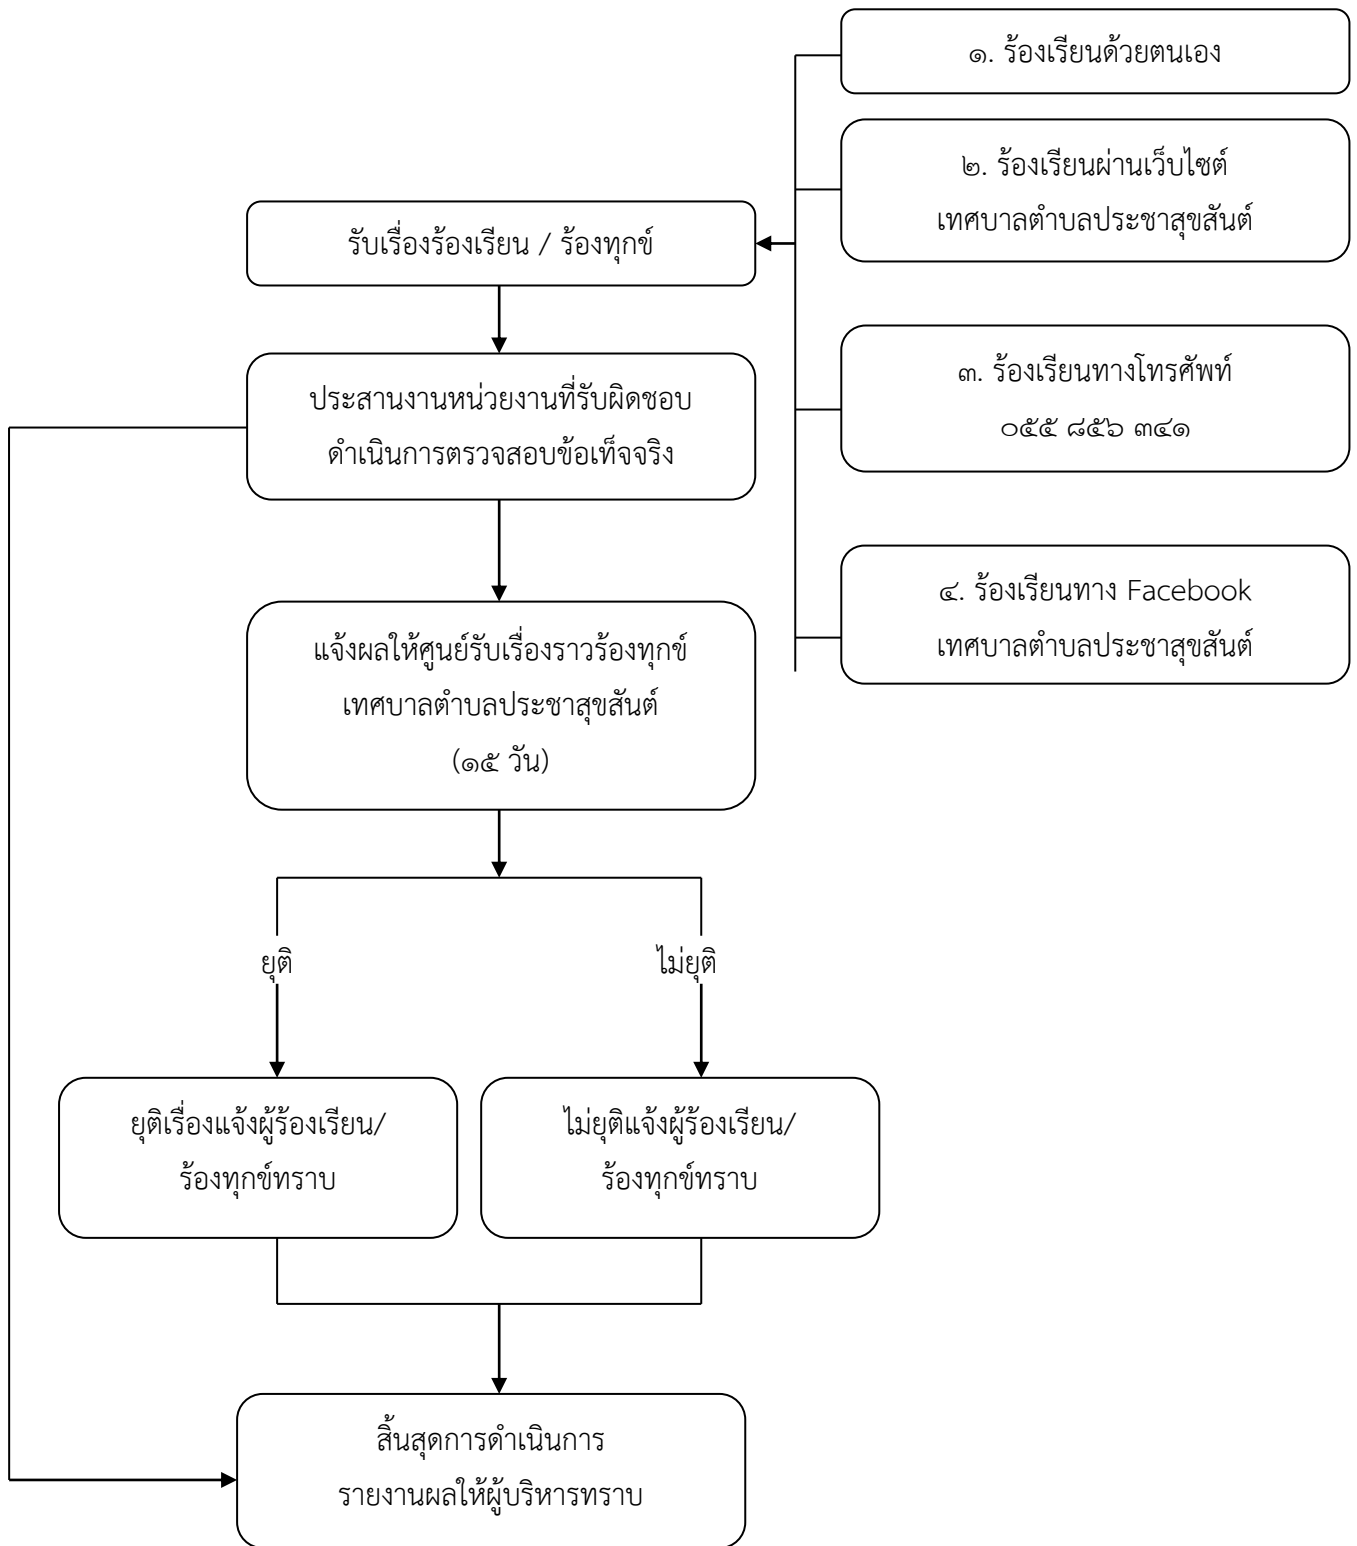 ๑. ร้องเรียนด้วยตนเอง
๒. ร้องเรียนผ่านเว็บไซต์
เทศบาลตำบลประชาสุขสันต์
รับเรื่องร้องเรียน / ร้องทุกข์
๓. ร้องเรียนทางโทรศัพท์
๐๕๕ ๘๕๖ ๓๔๑
ประสานงานหน่วยงานที่รับผิดชอบ
ดำเนินการตรวจสอบข้อเท็จจริง
๔. ร้องเรียนทาง Facebook
เทศบาลตำบลประชาสุขสันต์
แจ้งผลให้ศูนย์รับเรื่องราวร้องทุกข์
เทศบาลตำบลประชาสุขสันต์
(๑๕ วัน)
ยุติ
ไม่ยุติ
ยุติเรื่องแจ้งผู้ร้องเรียน/
ร้องทุกข์ทราบ
ไม่ยุติแจ้งผู้ร้องเรียน/
ร้องทุกข์ทราบ
สิ้นสุดการดำเนินการ
รายงานผลให้ผู้บริหารทราบ